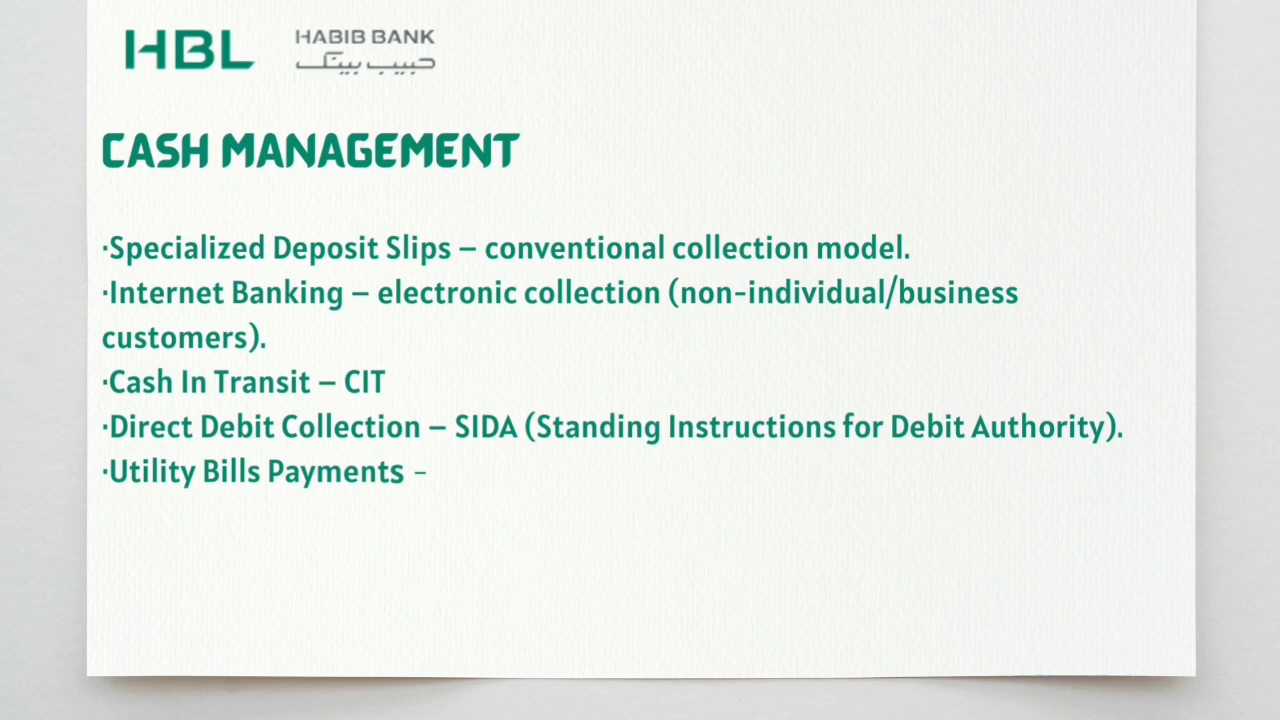 HBL
HABIB BANK
حبیب بینک
CASH MANAGEMENT
·Specialized Deposit Slips – conventional collection model.
·Internet Banking – electronic collection (non-individual/business
customers).
·Cash In Transit – CIT
·Direct Debit Collection – SIDA (Standing Instructions for Debit Authority).
·Utility Bills Payments –